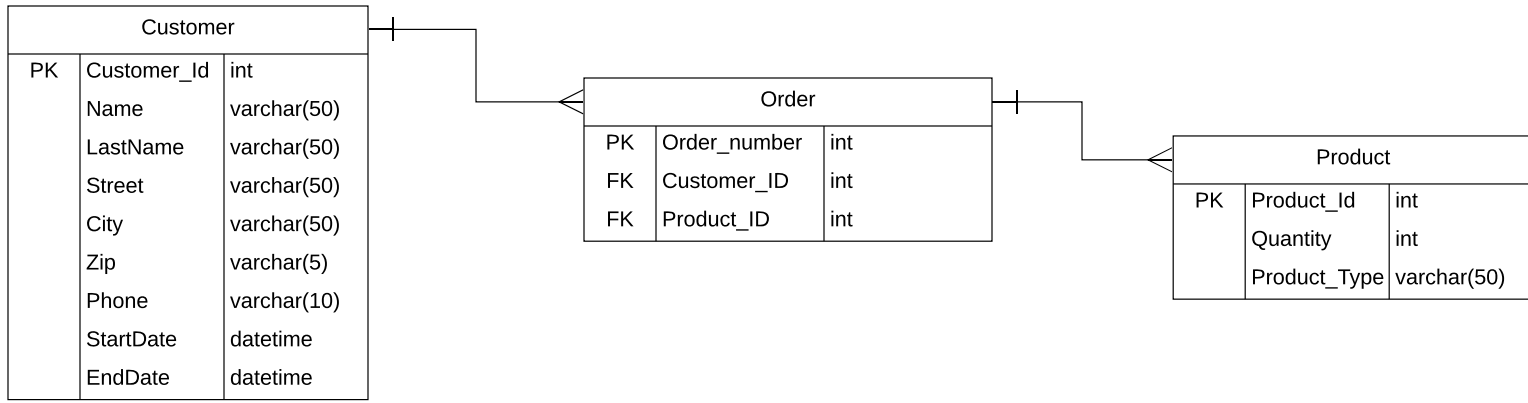 Customer
PK Customer_Id int
Name varchar(50)
LastName varchar(50)
Street varchar(50)
City varchar(50)
Zip varchar(5)
Phone varchar(10)
StartDate datetime
EndDate datetime
Order
PK Order_number int
FK Customer_ID int
FK Product_ID int
Product
PK Product_Id int
Quantity int
Product_Type varchar(50)